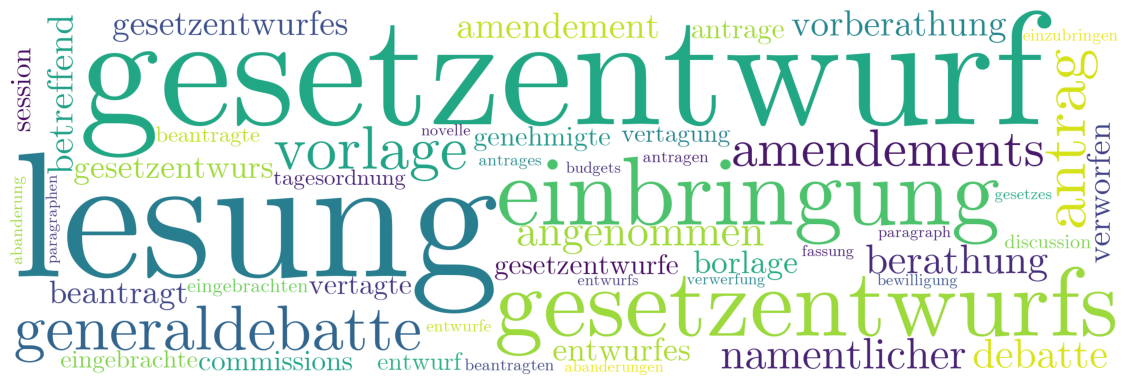 gesetzentwurfes
amendement
antrage
vorberathung
einzubringen
session
betreffend
gesetzentwurf
antrag
beantragte
vorlage
novelle
genehmigte
vertagung
amendements
verworfen
gesetzentwurs
tagesordnung
antrages
antragen
budgets
abanderung
paragraphen
lesung
einbringung
gesetzes
angenommen
paragraph
discussion
gesetzentwurfe
borlage
fassung
berathung
beantragt
eingebrachten
vertagte
entwurfs
verwerfung
bewilligung
gesetzentwurfs
generaldebatte
entwurfe
eingebrachte
commissions
entwurf
beantragten
entwurfes
abanderungen
namentlicher
debatte